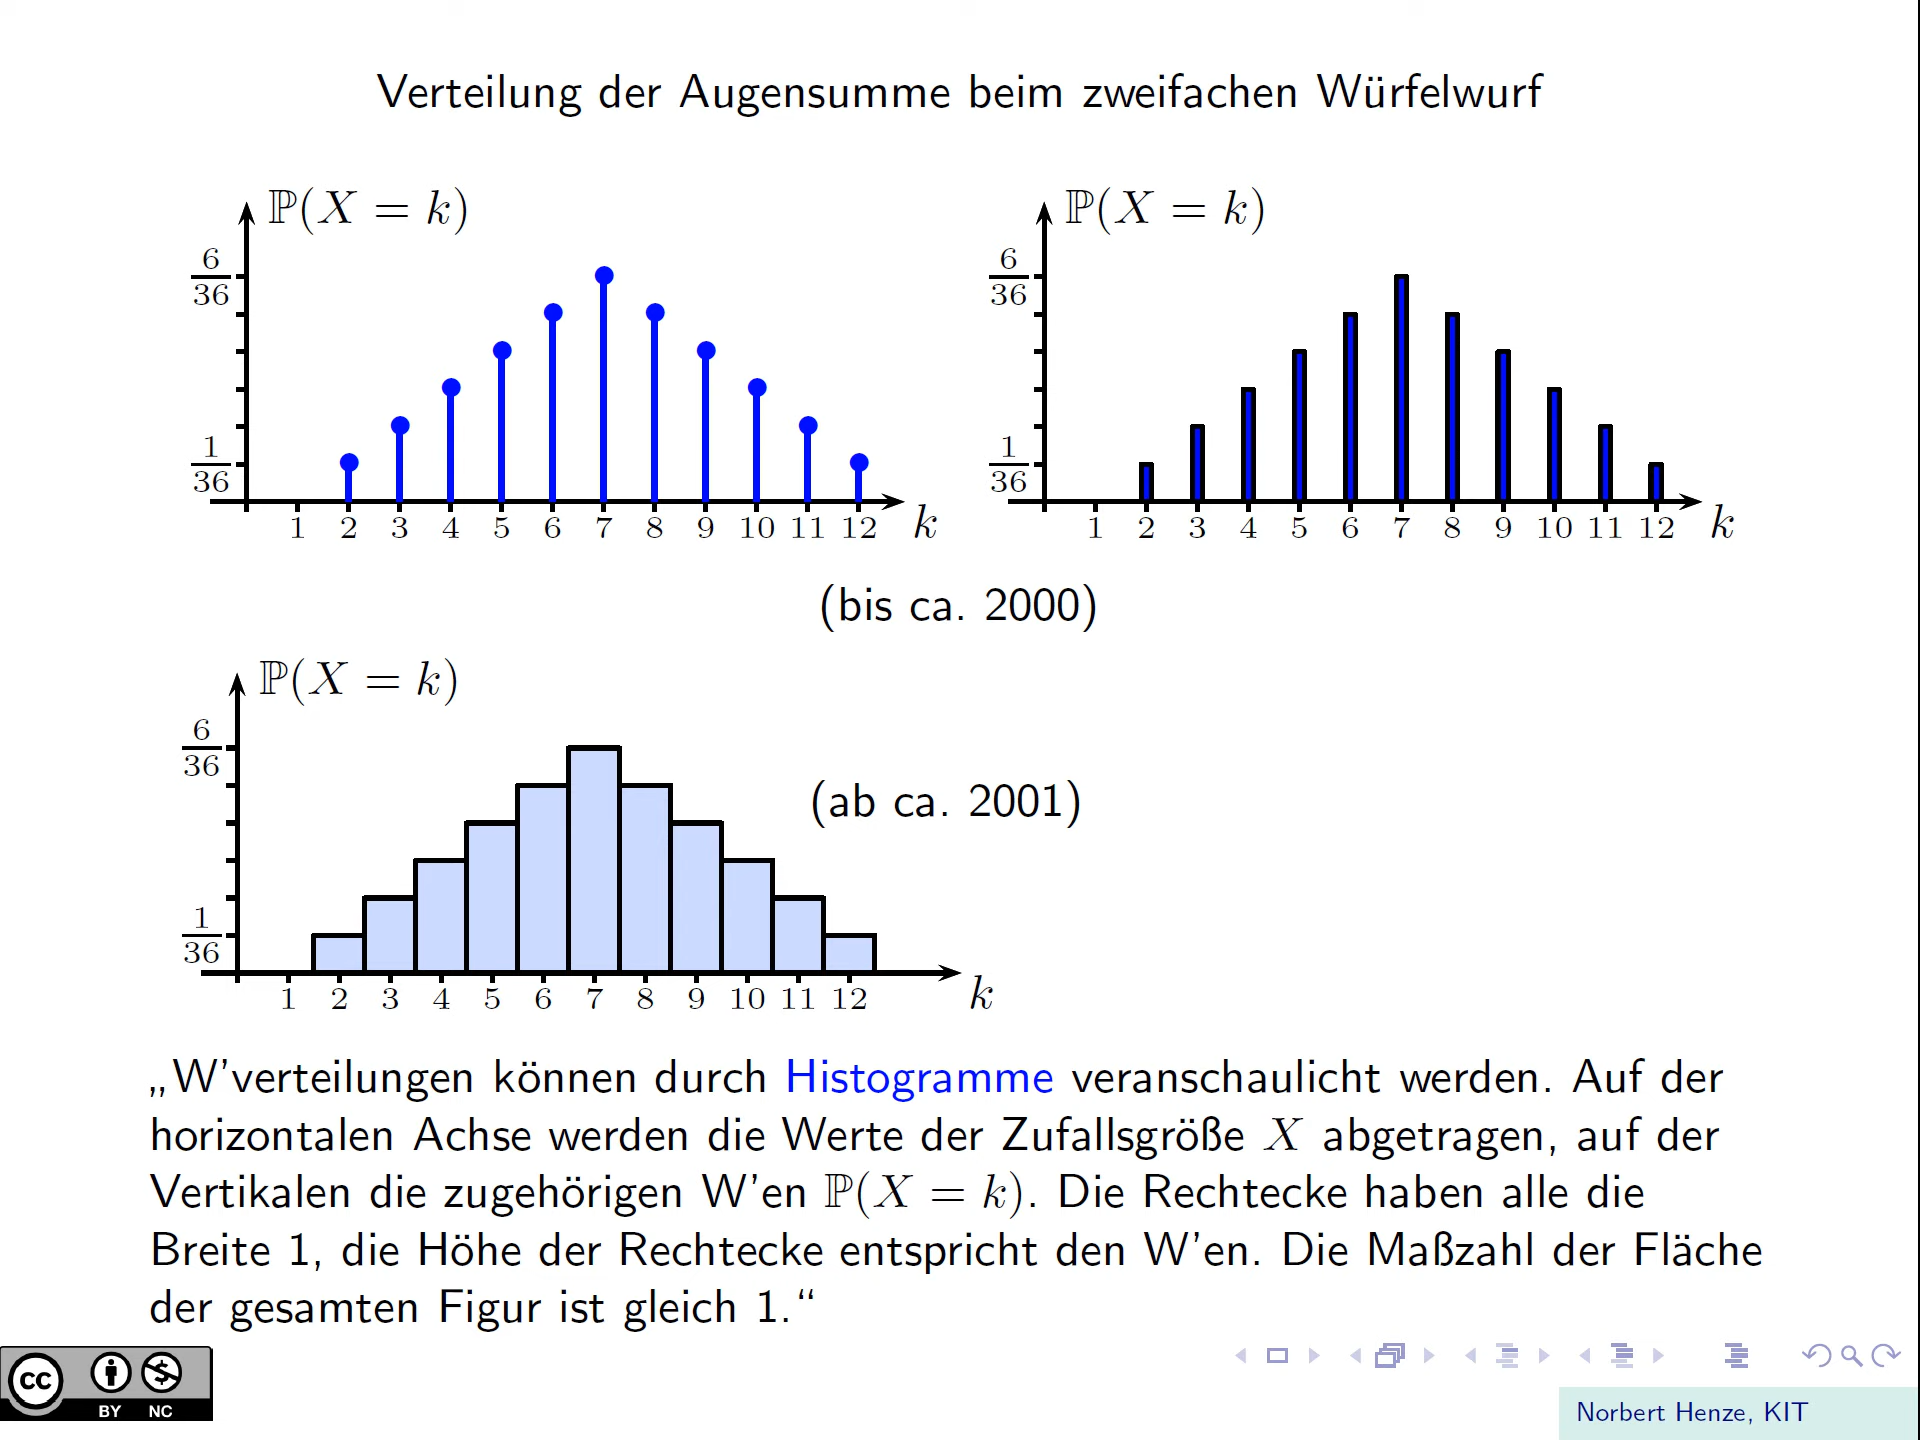 Verteilung der Augensumme beim zweifachen Würfelwurf
ℙ(X = k)
6/36
1/36
1 2 3 4 5 6 7 8 9 10 11 12 k
ℙ(X = k)
6/36
1/36
1 2 3 4 5 6 7 8 9 10 11 12 k
(bis ca. 2000)
ℙ(X = k)
6/36
1/36
1 2 3 4 5 6 7 8 9 10 11 12 k
(ab ca. 2001)
„W’verteilungen können durch Histogramme veranschaulicht werden. Auf der
horizontalen Achse werden die Werte der Zufallsgröße X abgetragen, auf der
Vertikalen die zugehörigen W’en ℙ(X = k). Die Rechtecke haben alle die
Breite 1, die Höhe der Rechtecke entspricht den W’en. Die Maßzahl der Fläche
der gesamten Figur ist gleich 1.“
cc BY NC
Norbert Henze, KIT